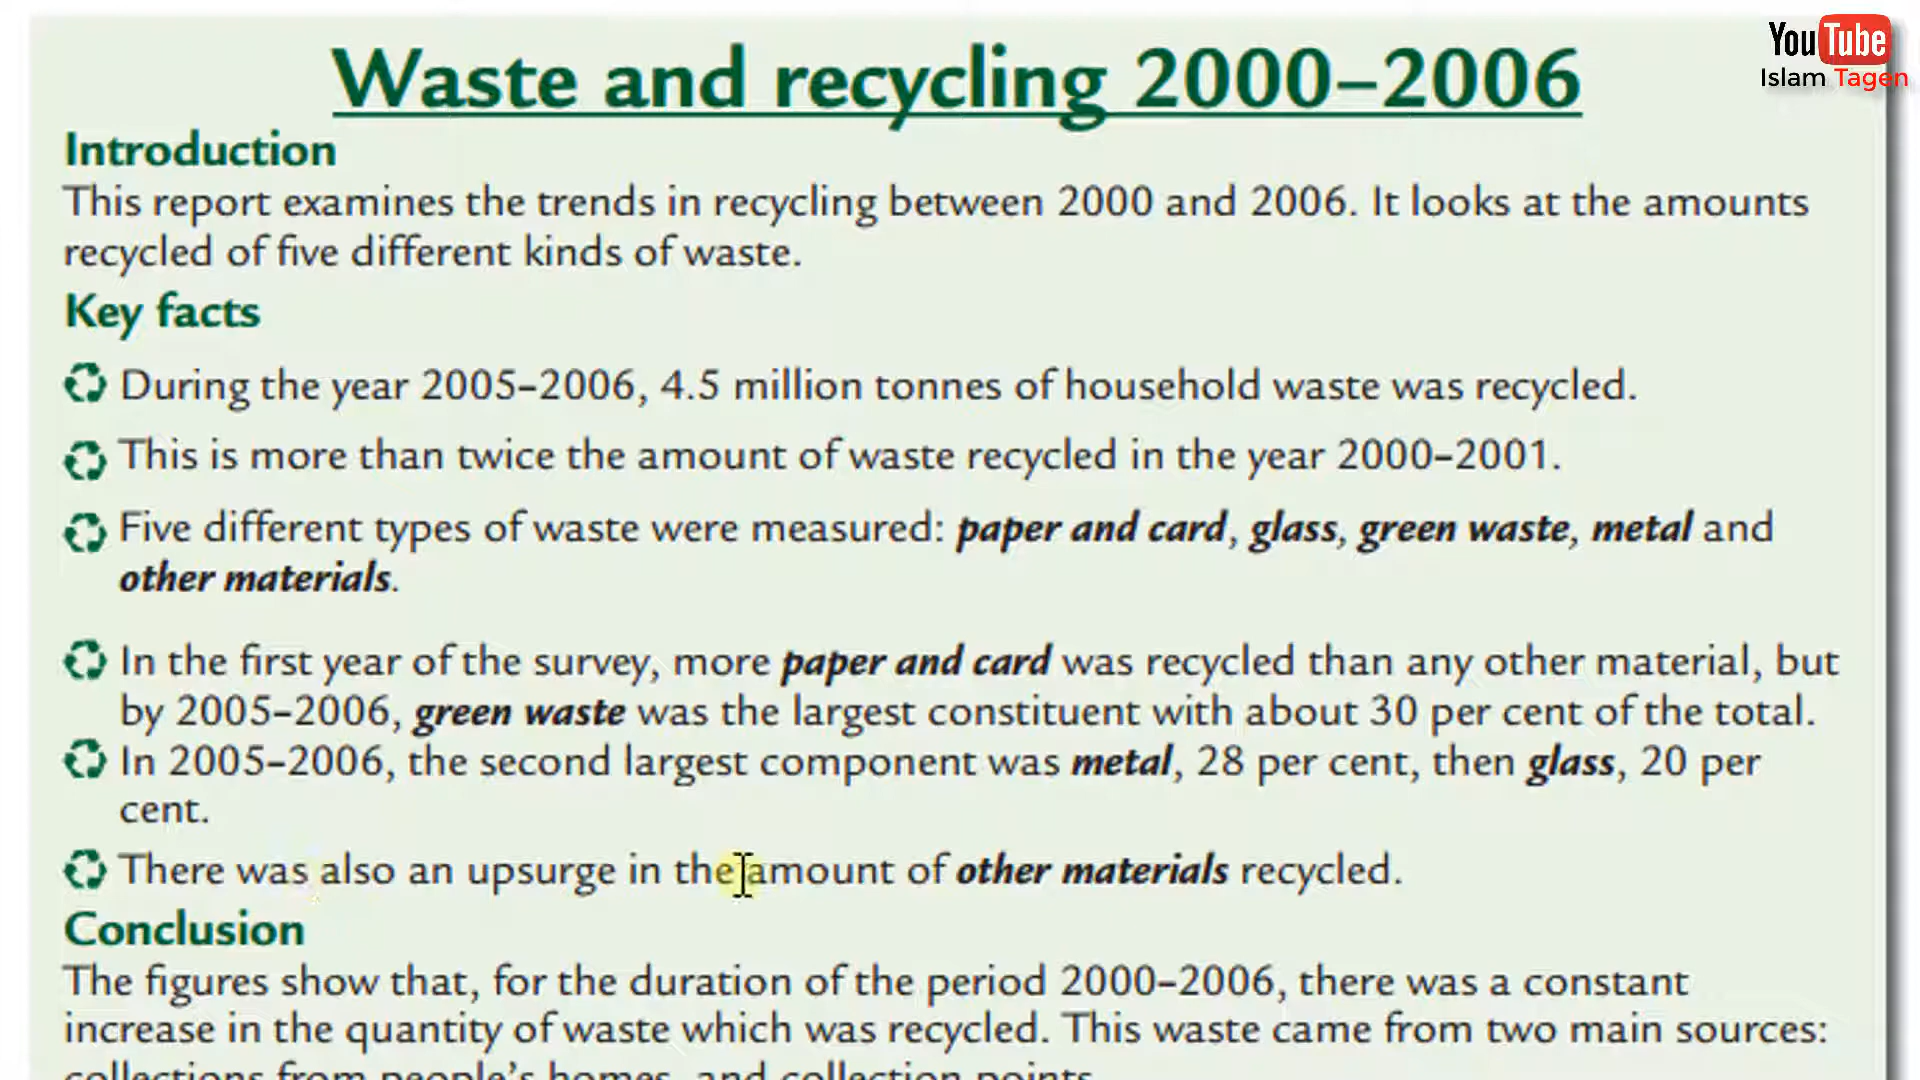 You Tube
Islam Tagen
Waste and recycling 2000–2006
Introduction
This report examines the trends in recycling between 2000 and 2006. It looks at the amounts
recycled of five different kinds of waste.
Key facts
During the year 2005–2006, 4.5 million tonnes of household waste was recycled.
This is more than twice the amount of waste recycled in the year 2000–2001.
Five different types of waste were measured: paper and card, glass, green waste, metal and
other materials.
In the first year of the survey, more paper and card was recycled than any other material, but
by 2005–2006, green waste was the largest constituent with about 30 per cent of the total.
In 2005–2006, the second largest component was metal, 28 per cent, then glass, 20 per
cent.
There was also an upsurge in the amount of other materials recycled.
Conclusion
The figures show that, for the duration of the period 2000–2006, there was a constant
increase in the quantity of waste which was recycled. This waste came from two main sources:
collections from people's homes, and collection points.